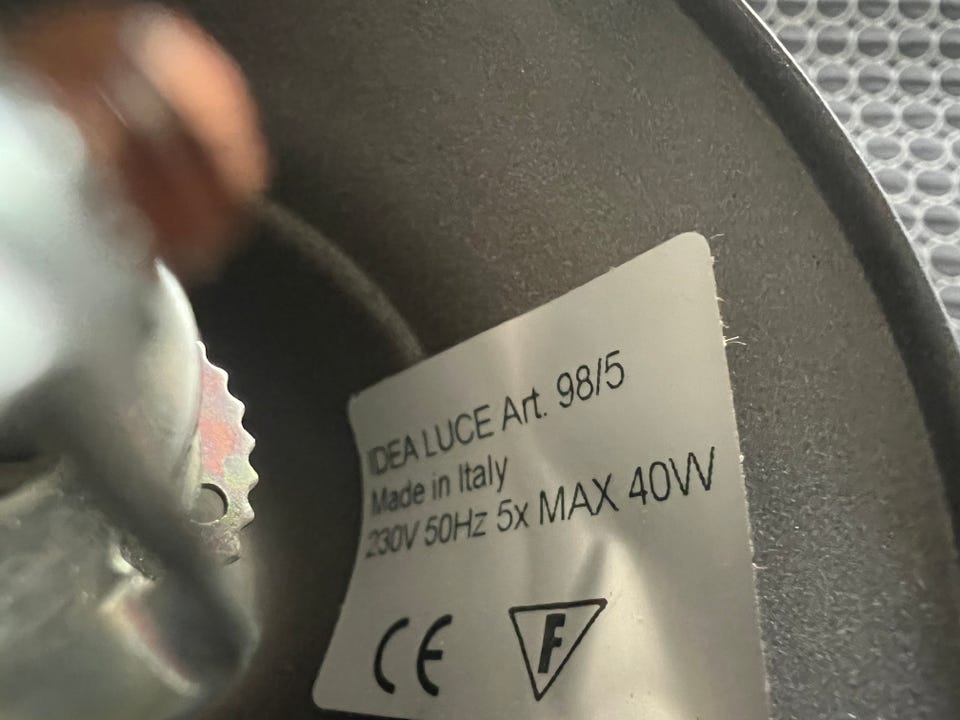 IDEA LUCE Art. 98/5
Made in Italy
230V 50Hz 5x MAX 40W
CE F